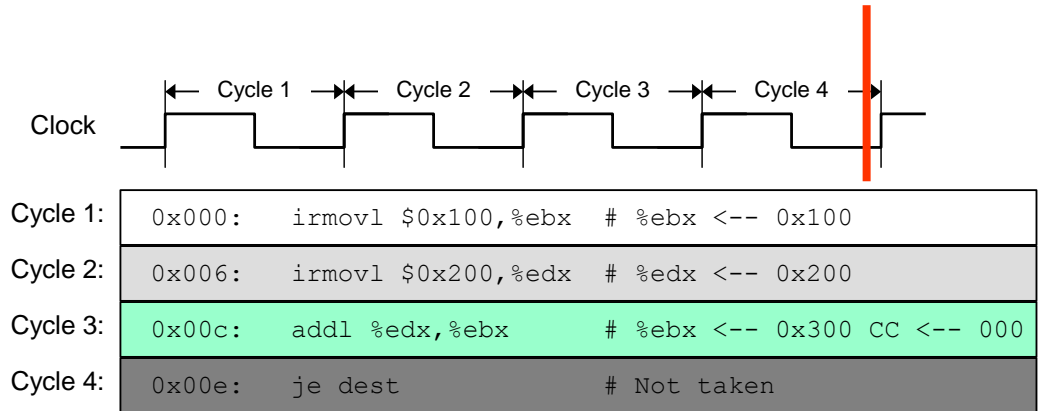 Cycle 1 Cycle 2 Cycle 3 Cycle 4
Clock
Cycle 1: 0x000: irmovl $0x100,%ebx # %ebx <-- 0x100
Cycle 2: 0x006: irmovl $0x200,%edx # %edx <-- 0x200
Cycle 3: 0x00c: addl %edx,%ebx # %ebx <-- 0x300 CC <-- 000
Cycle 4: 0x00e: je dest # Not taken